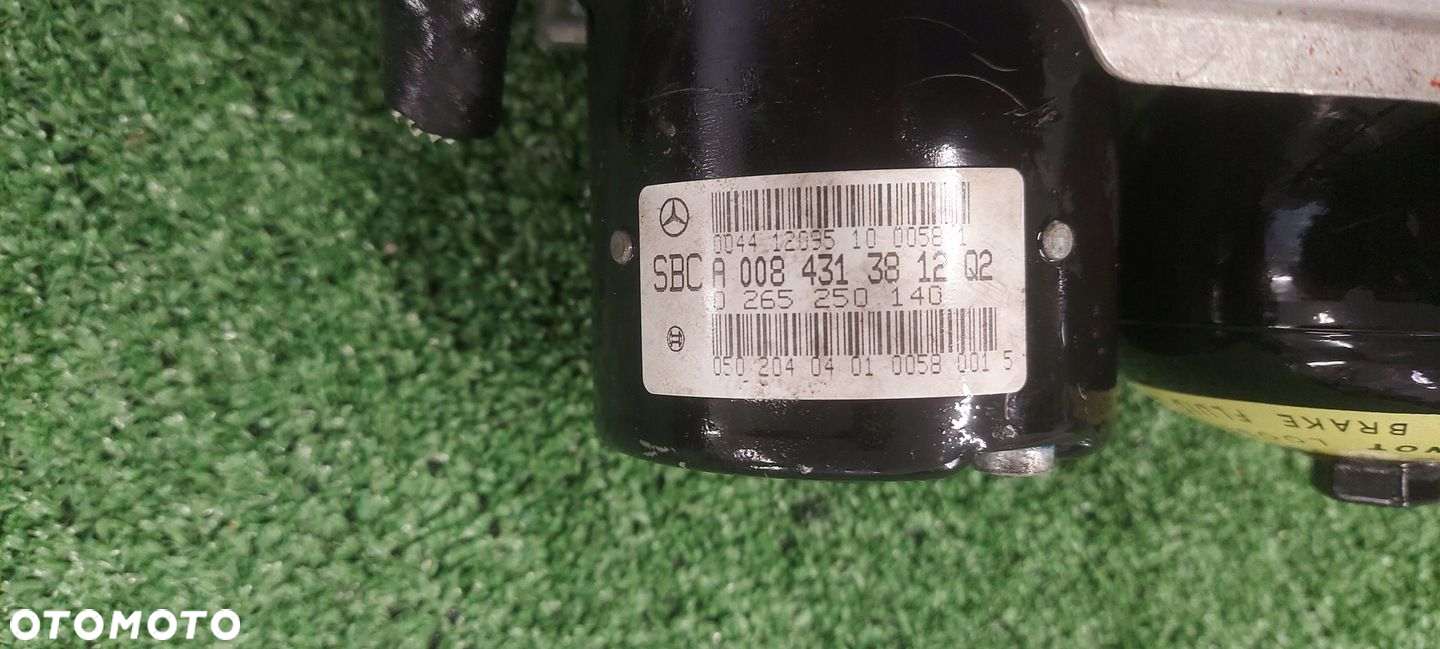 0044 12095 10 0058 1
SBC A 008 431 38 12 Q2
0 265 250 140
050 204 04 01 0058 001 5
BRAKE FLUID
OTOMOTO